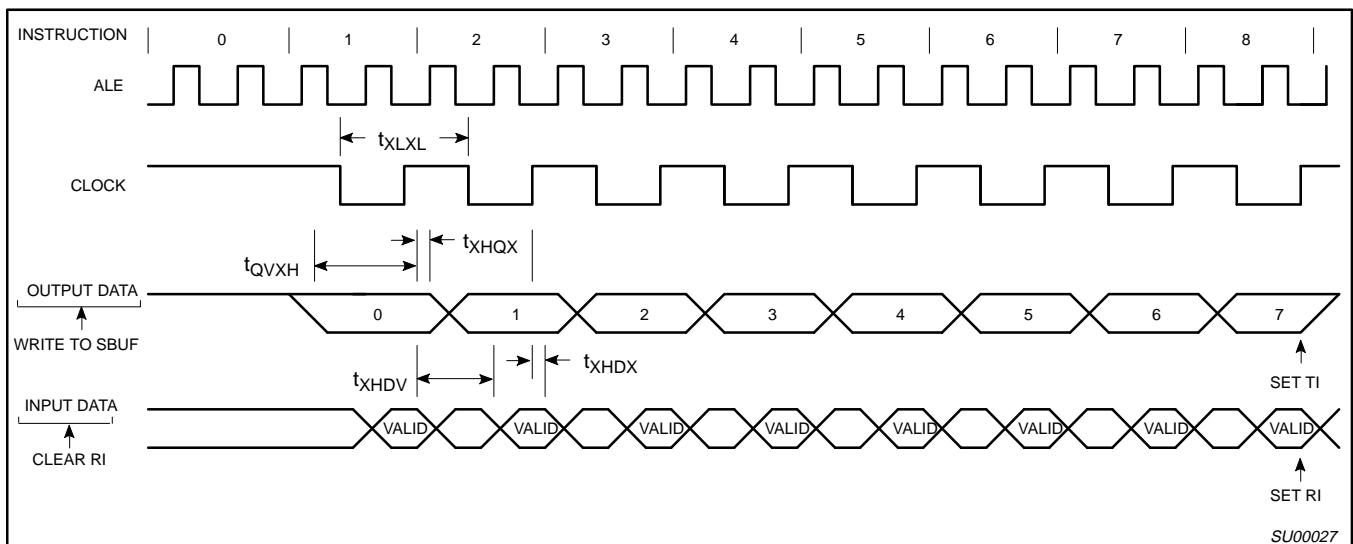 INSTRUCTION 0 1 2 3 4 5 6 7 8
ALE
tXLXL
CLOCK
tXHQX
tQVXH
OUTPUT DATA
0 1 2 3 4 5 6 7
WRITE TO SBUF
tXHDX
tXHDV
SET TI
INPUT DATA
VALID VALID VALID VALID VALID VALID VALID VALID
CLEAR RI
SET RI
SU00027